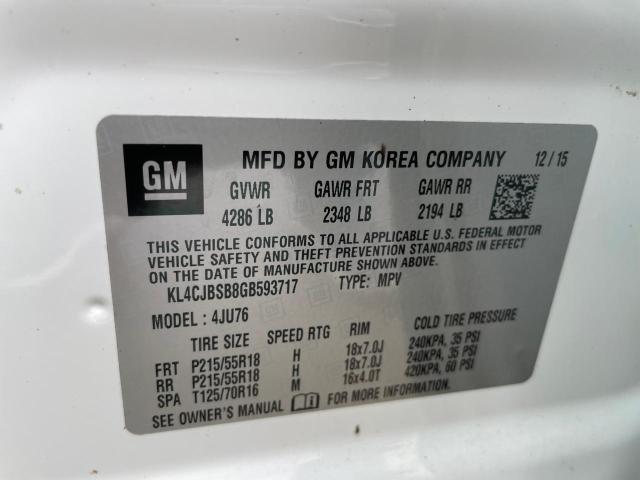 GM MFD BY GM KOREA COMPANY 12/15
GVWR GAWR FRT GAWR RR
4286 LB 2348 LB 2194 LB
THIS VEHICLE CONFORMS TO ALL APPLICABLE U.S. FEDERAL MOTOR
VEHICLE SAFETY AND THEFT PREVENTION STANDARDS IN EFFECT
ON THE DATE OF MANUFACTURE SHOWN ABOVE.
KL4CJBSB8GB593717 TYPE: MPV
MODEL: 4JU76
TIRE SIZE SPEED RTG RIM COLD TIRE PRESSURE
FRT P215/55R18 H 18x7.0J 240KPA, 35 PSI
RR P215/55R18 H 18x7.0J 240KPA, 35 PSI
SPA T125/70R16 M 16x4.0T 420KPA, 60 PSI
SEE OWNER'S MANUAL FOR MORE INFORMATION.